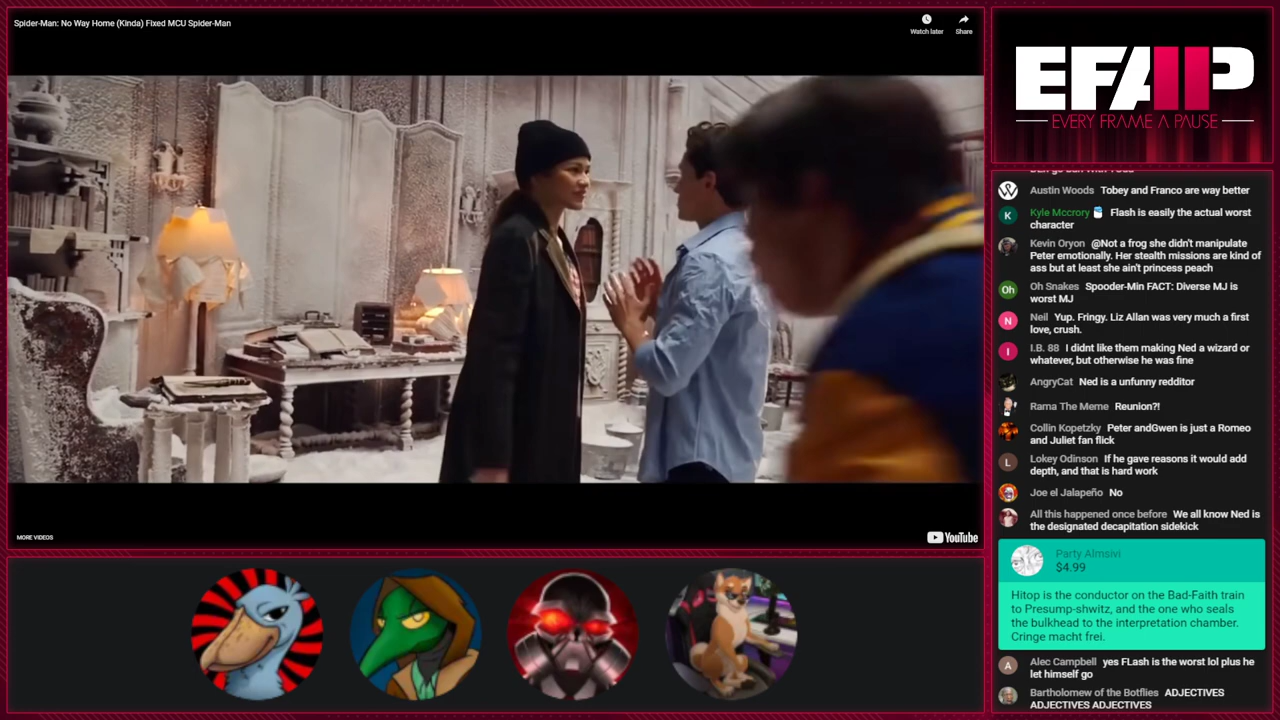 Spider-Man: No Way Home (Kinda) Fixed MCU Spider-Man
Watch later
Share
MORE VIDEOS
YouTube
EFAP
EVERY FRAME A PAUSE
Austin Woods Tobey and Franco are way better
Kyle Mccrory Flash is easily the actual worst
character
Kevin Oryon @Not a frog she didn't manipulate
Peter emotionally. Her stealth missions are kind of
ass but at least she ain't princess peach
Oh
Oh Snakes Spooder-Min FACT: Diverse MJ is
worst MJ
Neil Yup. Fringy. Liz Allan was very much a first
love, crush.
I.B. 88 I didnt like them making Ned a wizard or
whatever, but otherwise he was fine
AngryCat Ned is a unfunny redditor
Rama The Meme Reunion?!
Collin Kopetzky Peter andGwen is just a Romeo
and Juliet fan flick
Lokey Odinson If he gave reasons it would add
depth, and that is hard work
Joe el Jalapeño No
All this happened once before We all know Ned is
the designated decapitation sidekick
Party Almsivi
$4.99
Hitop is the conductor on the Bad-Faith train
to Presump-shwitz, and the one who seals
the bulkhead to the interpretation chamber.
Cringe macht frei.
Alec Campbell yes FLash is the worst lol plus he
let himself go
Bartholomew of the Botflies ADJECTIVES
ADJECTIVES ADJECTIVES